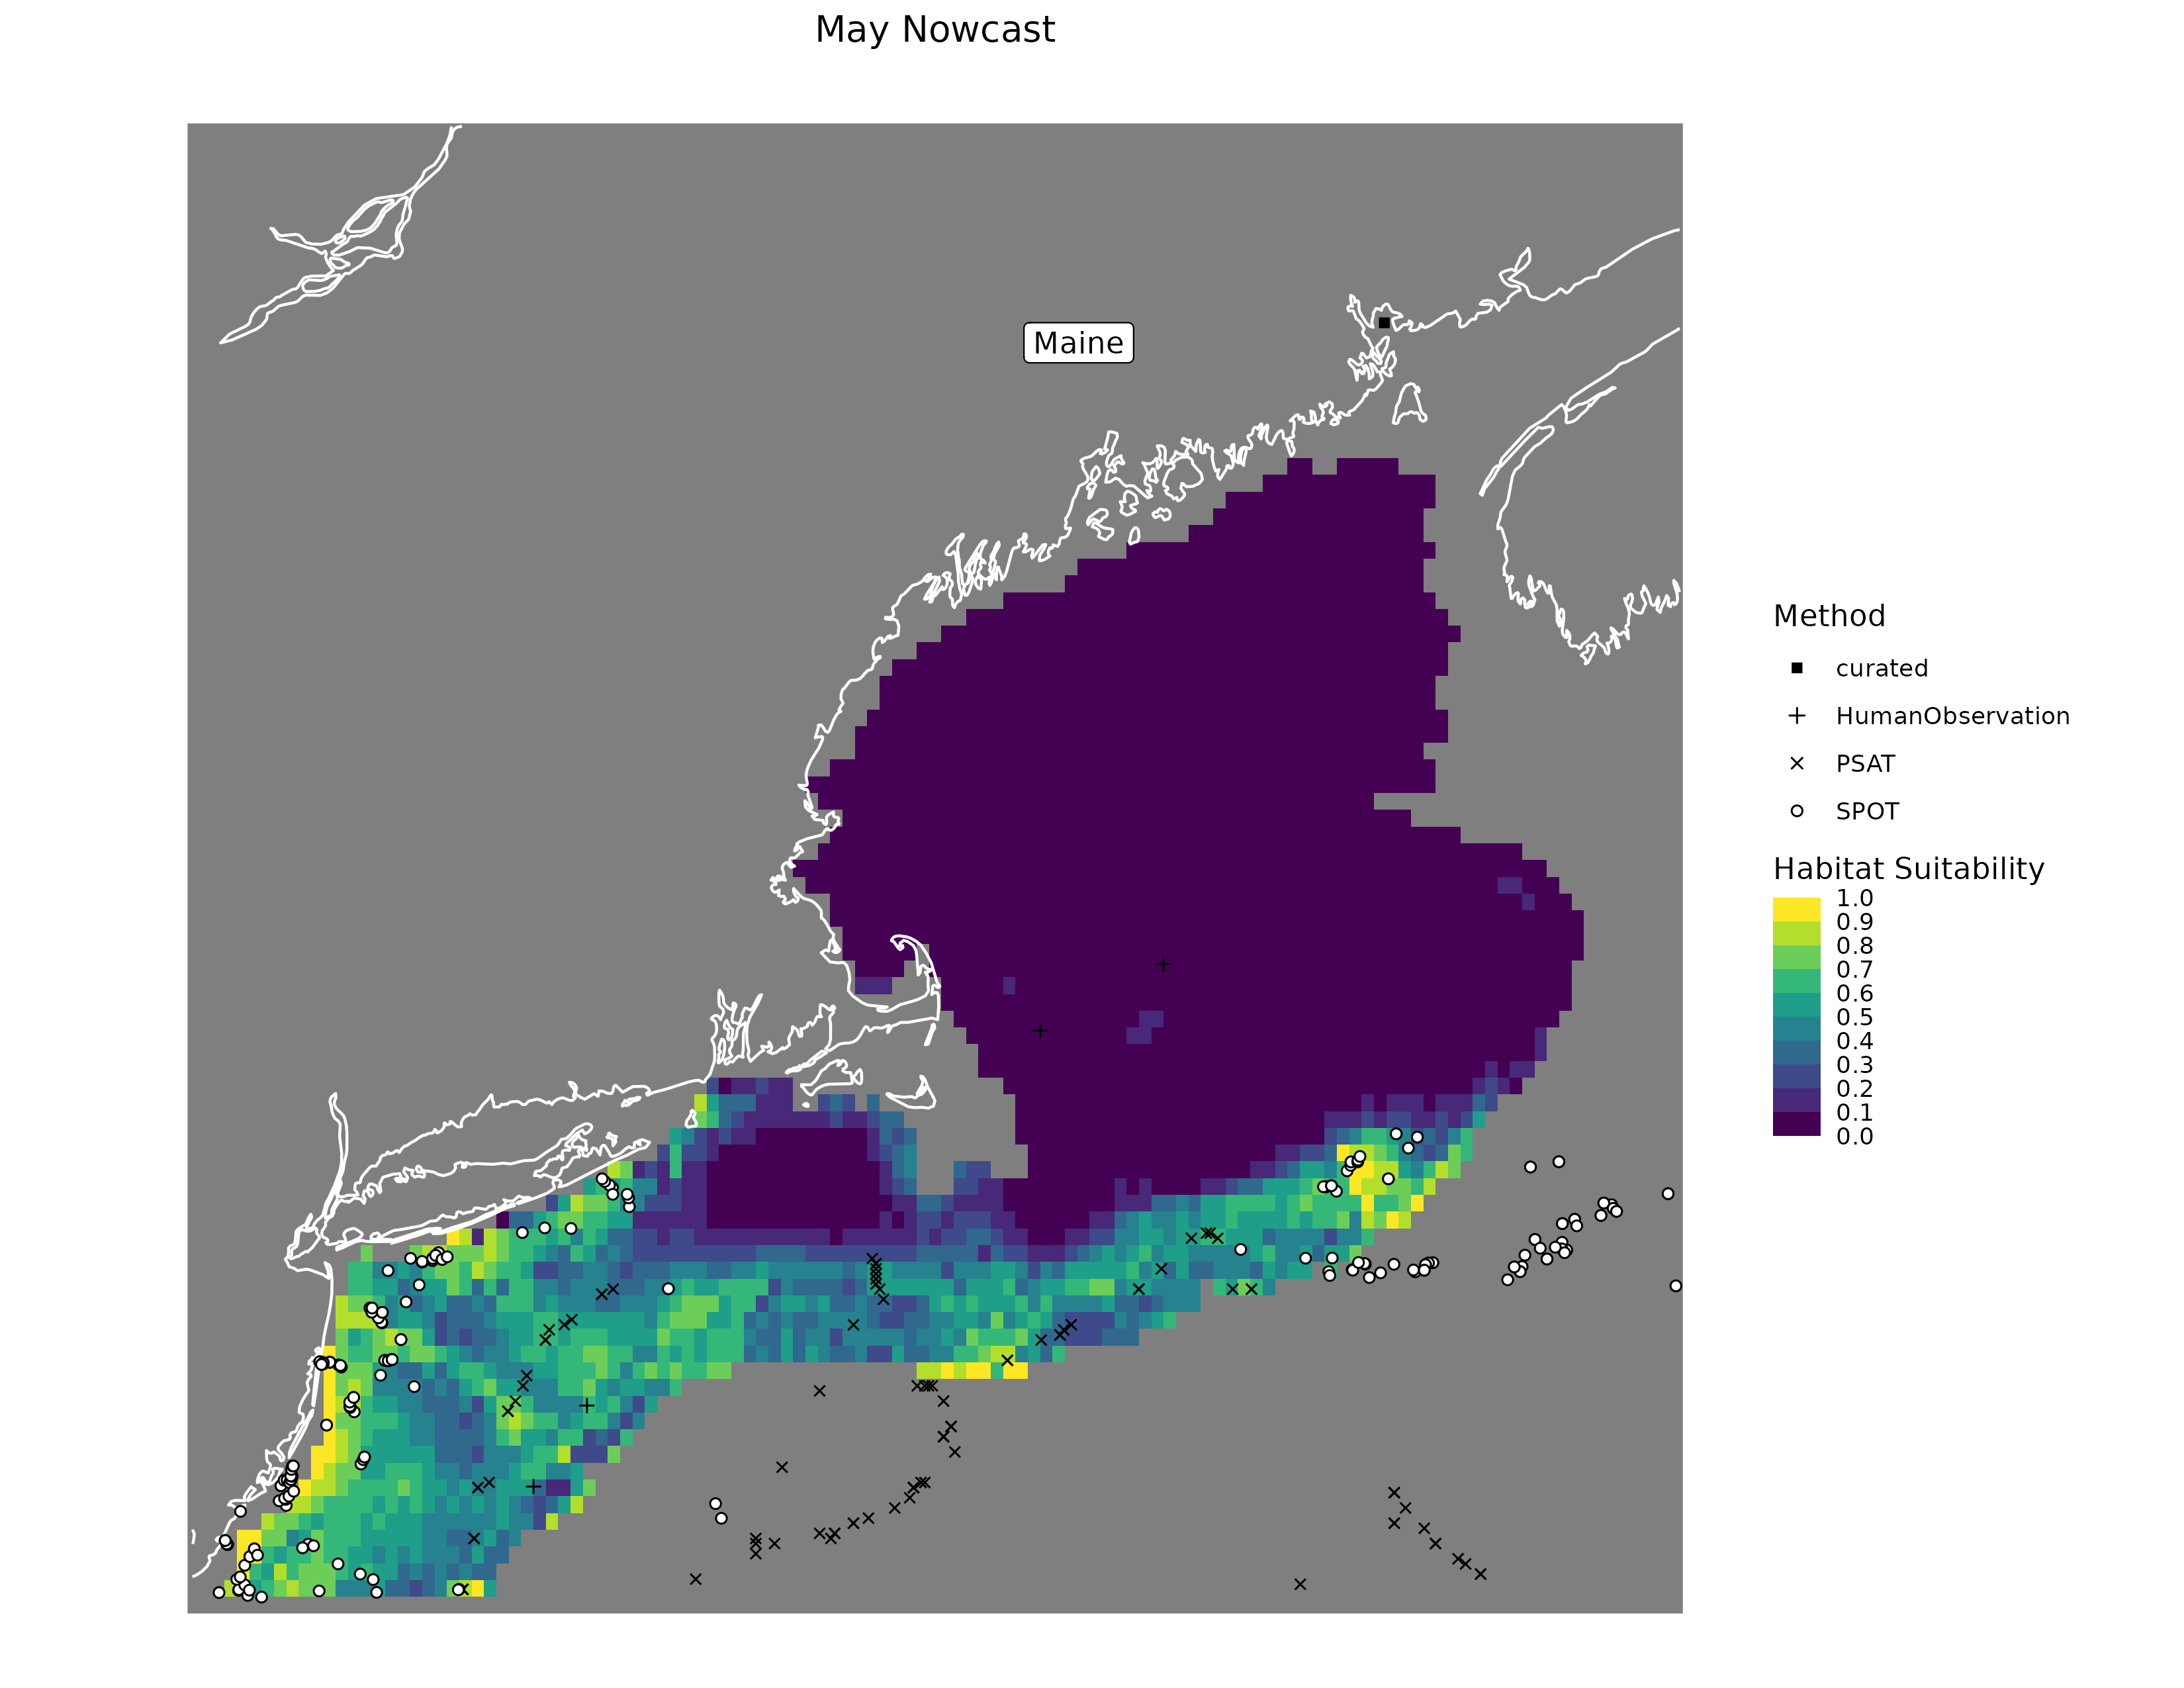 May Nowcast
Maine
Method
curated
HumanObservation
PSAT
SPOT
Habitat Suitability
1.0
0.9
0.8
0.7
0.6
0.5
0.4
0.3
0.2
0.1
0.0